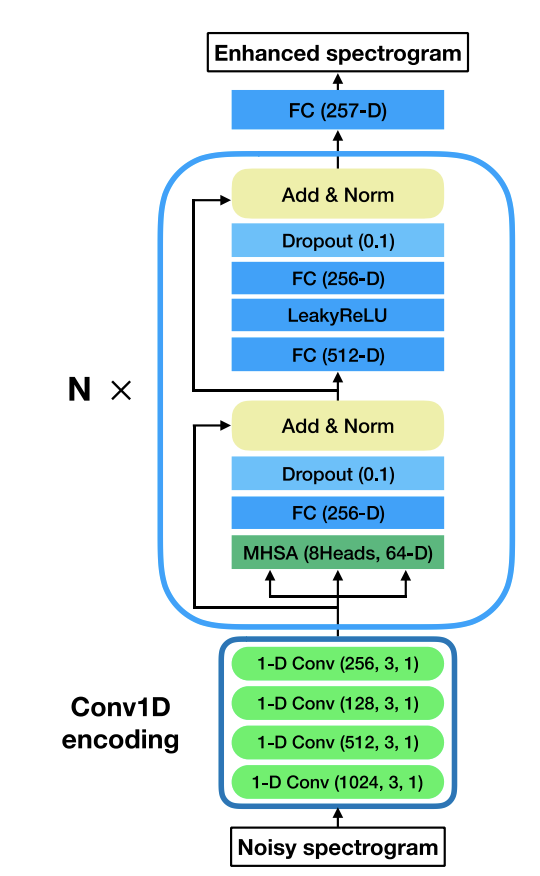 Enhanced spectrogram
FC (257-D)
Add & Norm
Dropout (0.1)
FC (256-D)
LeakyReLU
FC (512-D)
N ×
Add & Norm
Dropout (0.1)
FC (256-D)
MHSA (8Heads, 64-D)
1-D Conv (256, 3, 1)
1-D Conv (128, 3, 1)
1-D Conv (512, 3, 1)
1-D Conv (1024, 3, 1)
Conv1D
encoding
Noisy spectrogram